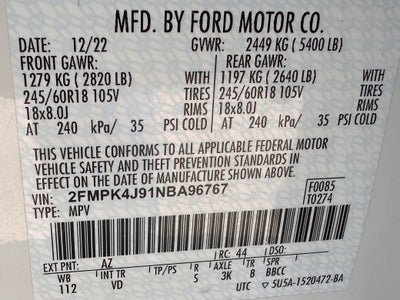 MFD. BY FORD MOTOR CO.
DATE: 12/22 GVWR: 2449 KG (5400 LB)
FRONT GAWR: REAR GAWR:
1279 KG (2820 LB) WITH 1197 KG (2640 LB) WITH
245/60R18 105V TIRES 245/60R18 105V TIRES
18x8.0J RIMS 18x8.0J RIMS
AT 240 kPa/ 35 PSI COLD AT 240 kPa/ 35 PSI COLD
THIS VEHICLE CONFORMS TO ALL APPLICABLE FEDERAL MOTOR
VEHICLE SAFETY AND THEFT PREVENTION STANDARDS IN
EFFECT ON THE DATE OF MANUFACTURE SHOWN ABOVE.
VIN: 2FMPK4J91NBA96767 F0085
TYPE: MPV T0274
EXT PNT: AZ RC: 44 DSO:
WB INT TR TP/PS R AXLE TR SPR
112 VD S 3K 8 BBCC
UTC ▽ 5U5A-1520472-BA